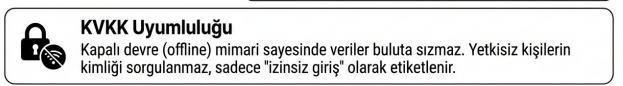 KVKK Uyumluluğu
Kapalı devre (offline) mimari sayesinde veriler buluta sızmaz. Yetkisiz kişilerin
kimliği sorgulanmaz, sadece "izinsiz giriş" olarak etiketlenir.